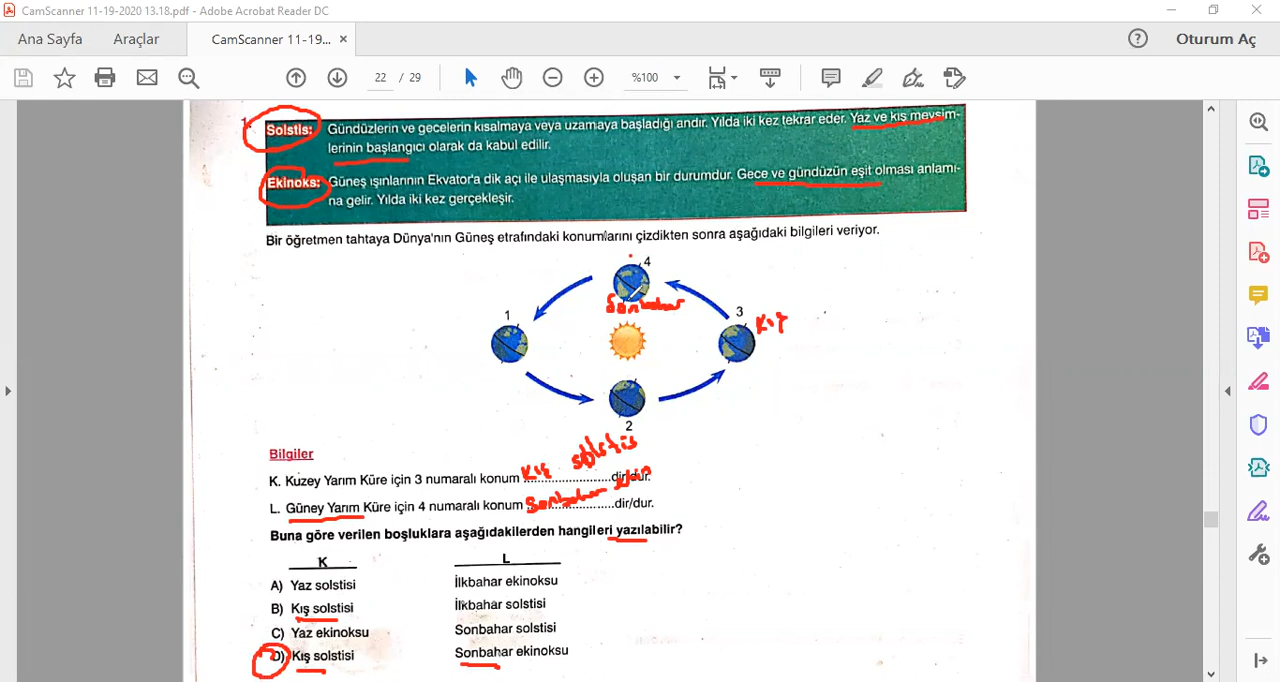 CamScanner 11-19-2020 13.18.pdf - Adobe Acrobat Reader DC
Ana Sayfa Araçlar CamScanner 11-19... × Oturum Aç
22 / 29 %100
1.
Solstis: Gündüzlerin ve gecelerin kısalmaya veya uzamaya başladığı andır. Yılda iki kez tekrar eder. Yaz ve kış mevsim-
lerinin başlangıcı olarak da kabul edilir.
Ekinoks: Güneş ışınlarının Ekvator'a dik açı ile ulaşmasıyla oluşan bir durumdur. Gece ve gündüzün eşit olması anlamı-
na gelir. Yılda iki kez gerçekleşir.
Bir öğretmen tahtaya Dünya'nın Güneş etrafındaki konumlarını çizdikten sonra aşağıdaki bilgileri veriyor.
4
Sonbahar
1
3
Kış
2
Bilgiler
K. Kuzey Yarım Küre için 3 numaralı konum Kış solstis dir/dur.
L. Güney Yarım Küre için 4 numaralı konum Sonbahar ekin dir/dur.
Buna göre verilen boşluklara aşağıdakilerden hangileri yazılabilir?
K L
A) Yaz solstisi İlkbahar ekinoksu
B) Kış solstisi İlkbahar solstisi
C) Yaz ekinoksu Sonbahar solstisi
D) Kış solstisi Sonbahar ekinoksu